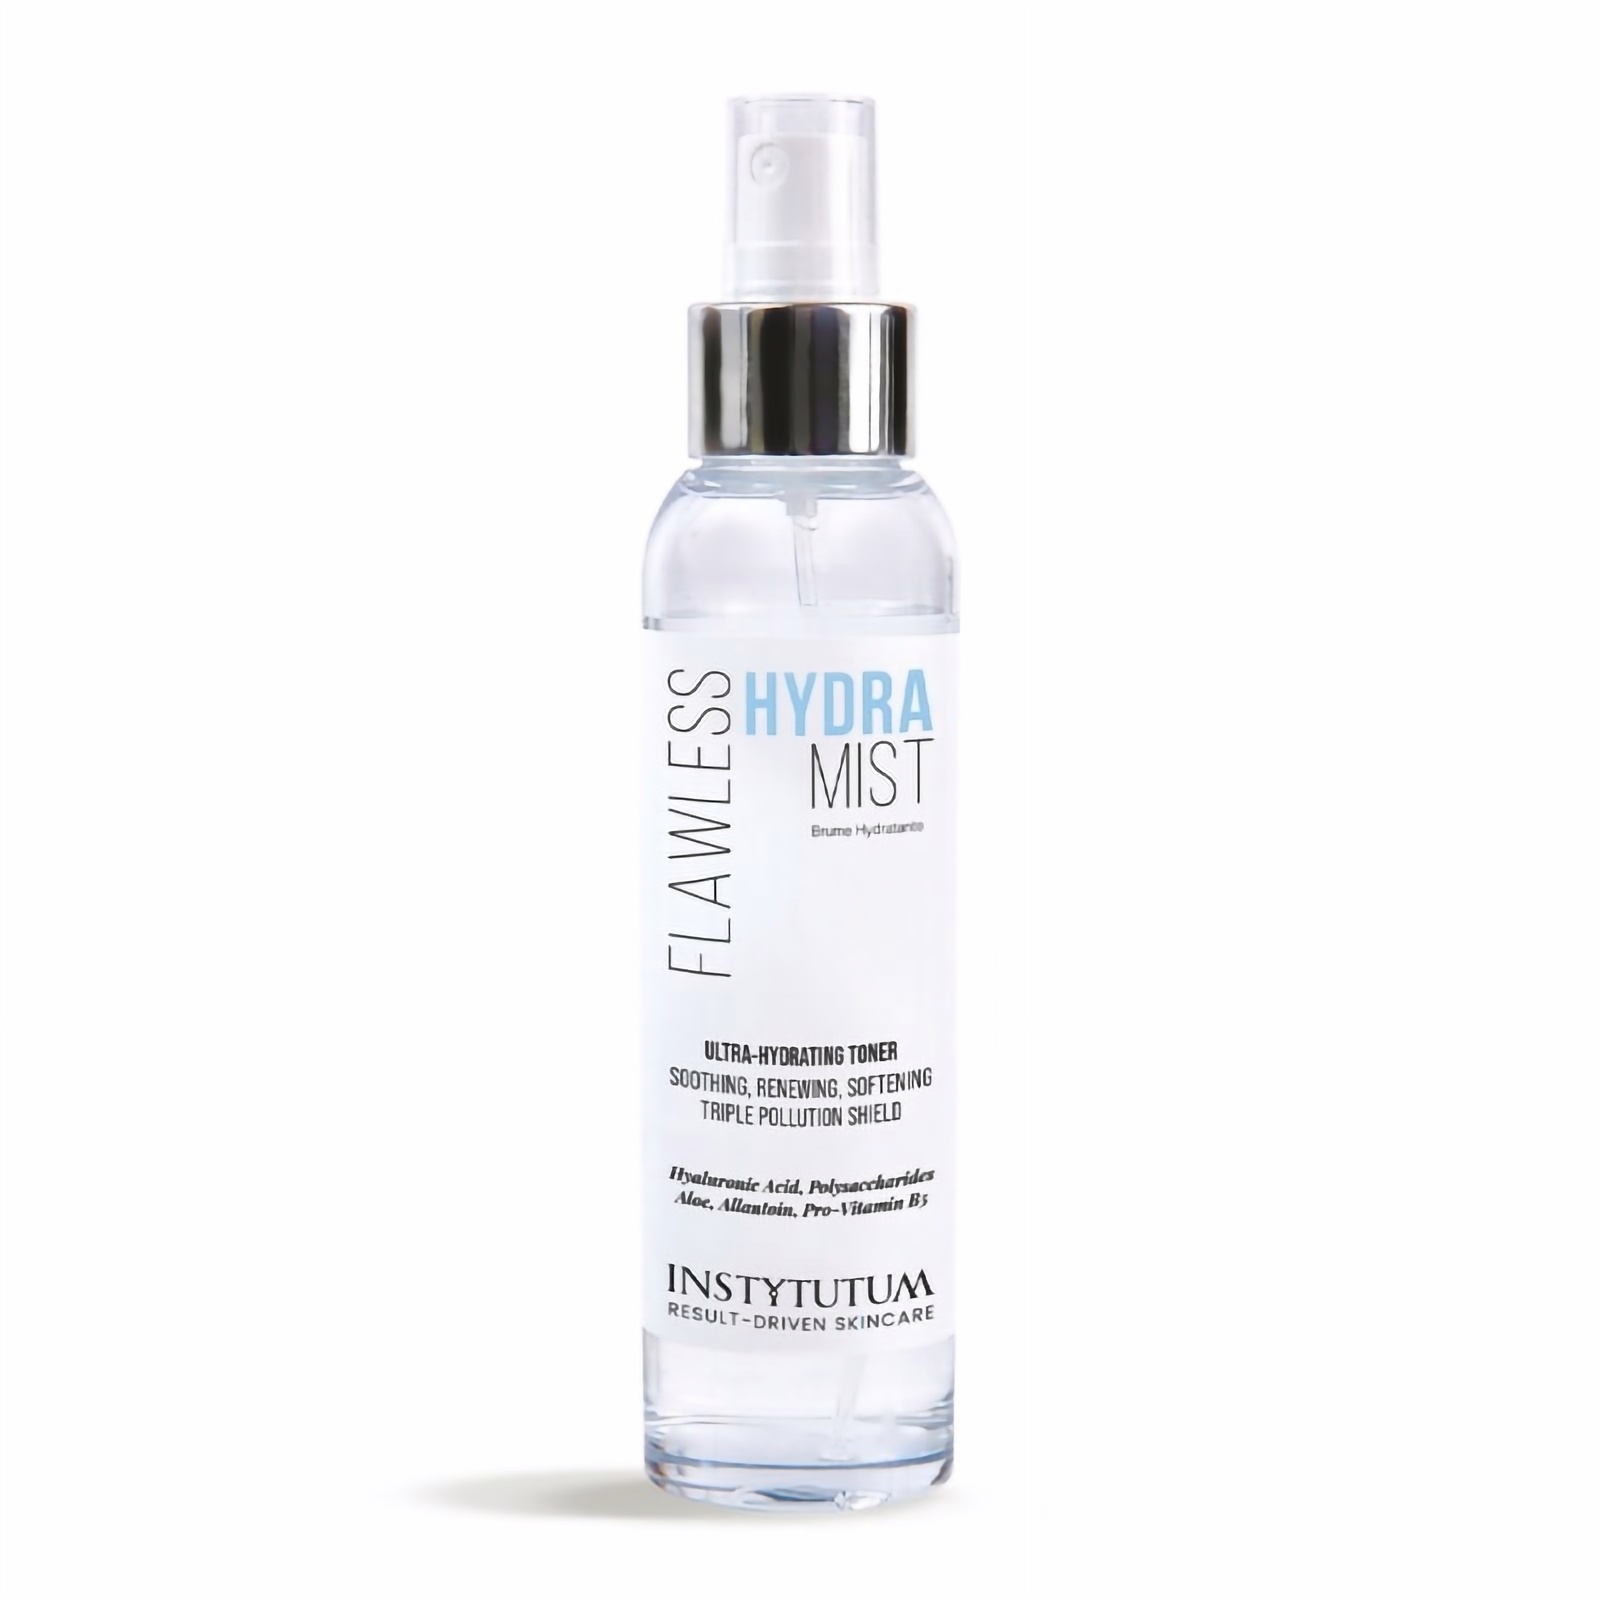 FLAWLESS
HYDRA
MIST
Brume Hydratante
ULTRA-HYDRATING TONER
SOOTHING, RENEWING, SOFTENING
TRIPLE POLLUTION SHIELD
Hyaluronic Acid, Polysaccharides
Aloe, Allantoin, Pro-Vitamin B5
INSTYTUTUM
RESULT-DRIVEN SKINCARE